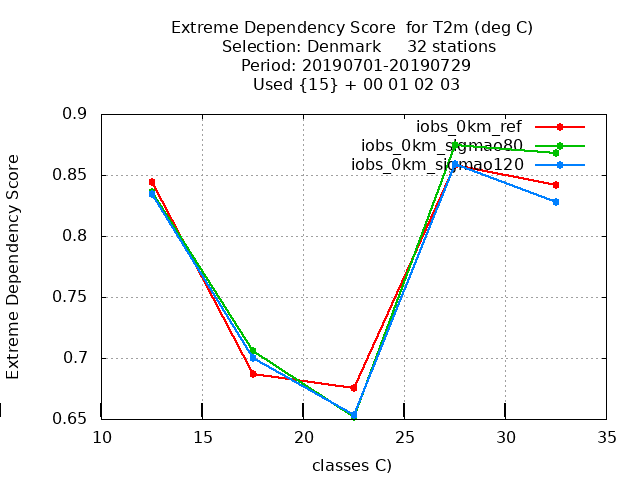 Extreme Dependency Score  for T2m (deg C)
Selection: Denmark     32 stations
Period: 20190701-20190729
Used {15} + 00 01 02 03
iobs_0km_ref
iobs_0km_sigmao80
iobs_0km_sigmao120
Extreme Dependency Score
0.9
0.85
0.8
0.75
0.7
0.65
10 15 20 25 30 35
classes C)